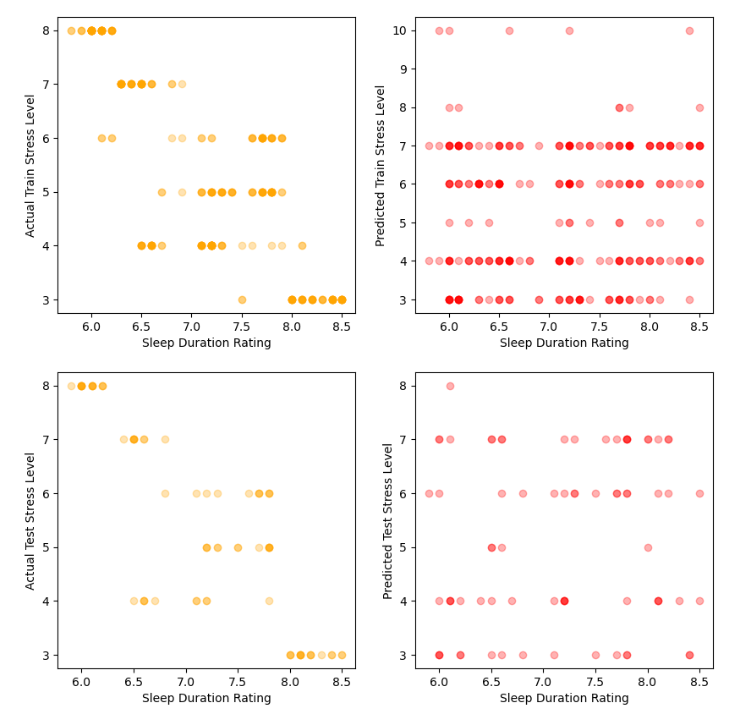 8
7
6
5
4
3
Actual Train Stress Level
6.0 6.5 7.0 7.5 8.0 8.5
Sleep Duration Rating
10
9
8
7
6
5
4
3
Predicted Train Stress Level
6.0 6.5 7.0 7.5 8.0 8.5
Sleep Duration Rating
8
7
6
5
4
3
Actual Test Stress Level
6.0 6.5 7.0 7.5 8.0 8.5
Sleep Duration Rating
8
7
6
5
4
3
Predicted Test Stress Level
6.0 6.5 7.0 7.5 8.0 8.5
Sleep Duration Rating